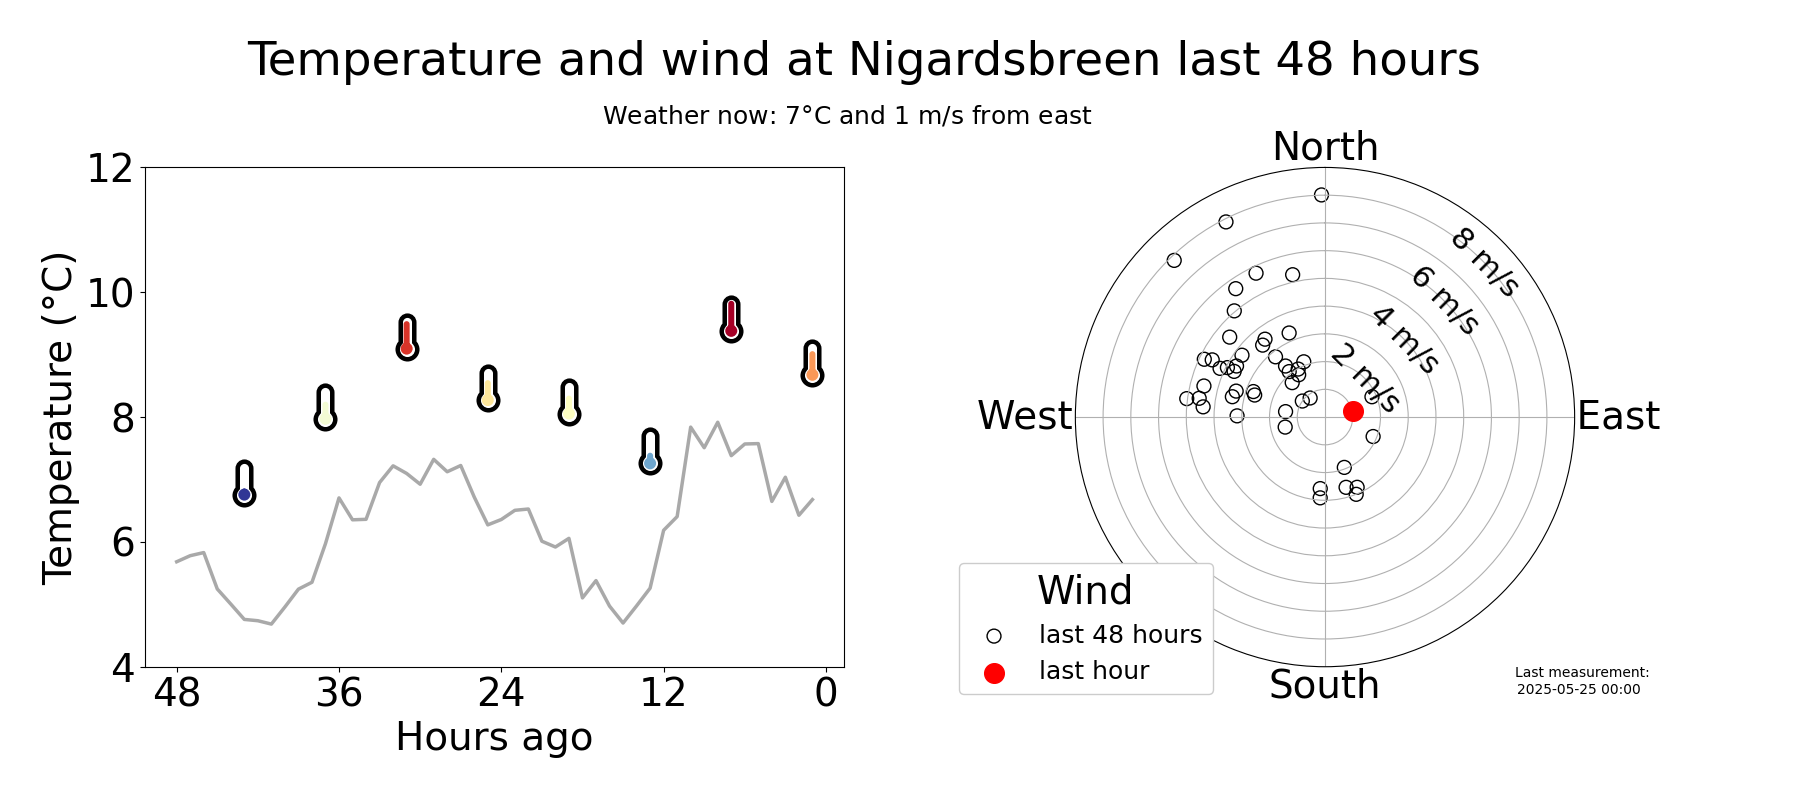 Temperature and wind at Nigardsbreen last 48 hours
Weather now: 7°C and 1 m/s from east
12
10
8
6
4
Temperature (°C)
48 36 24 12 0
Hours ago
North
West
East
South
8 m/s
6 m/s
4 m/s
2 m/s
Wind
last 48 hours
last hour
Last measurement:
2025-05-25 00:00